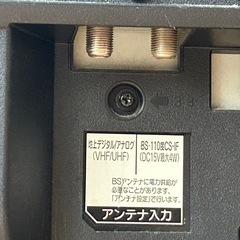 地上デジタル/アナログ
(VHF/UHF)
BS・110度CS-IF
(DC15V最大4W)
BSアンテナに電力供給が
必要なことがあります。
「アンテナ設定」で行います。
アンテナ入力